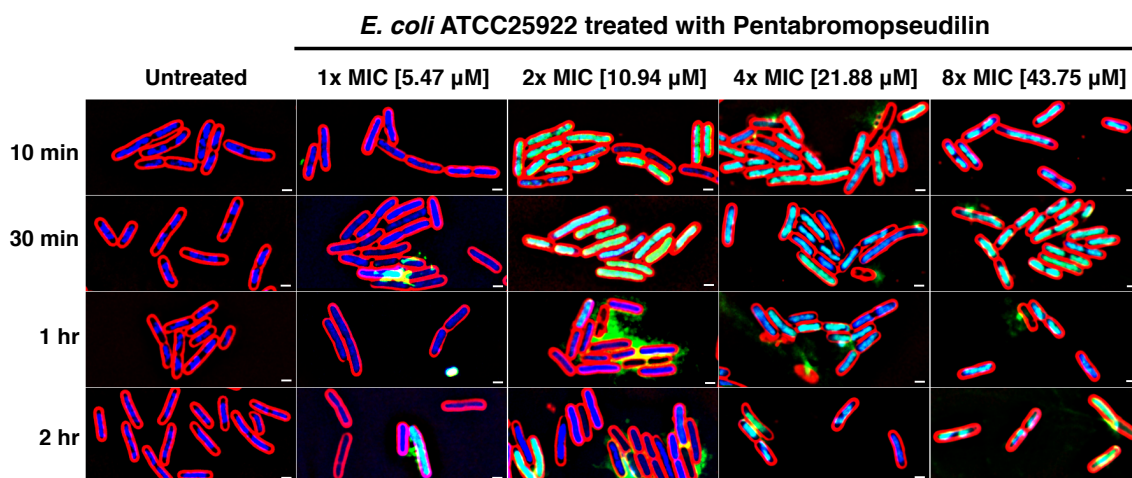 E. coli ATCC25922 treated with Pentabromopseudilin
Untreated
1x MIC [5.47 μM]
2x MIC [10.94 μM]
4x MIC [21.88 μM]
8x MIC [43.75 μM]
10 min
30 min
1 hr
2 hr